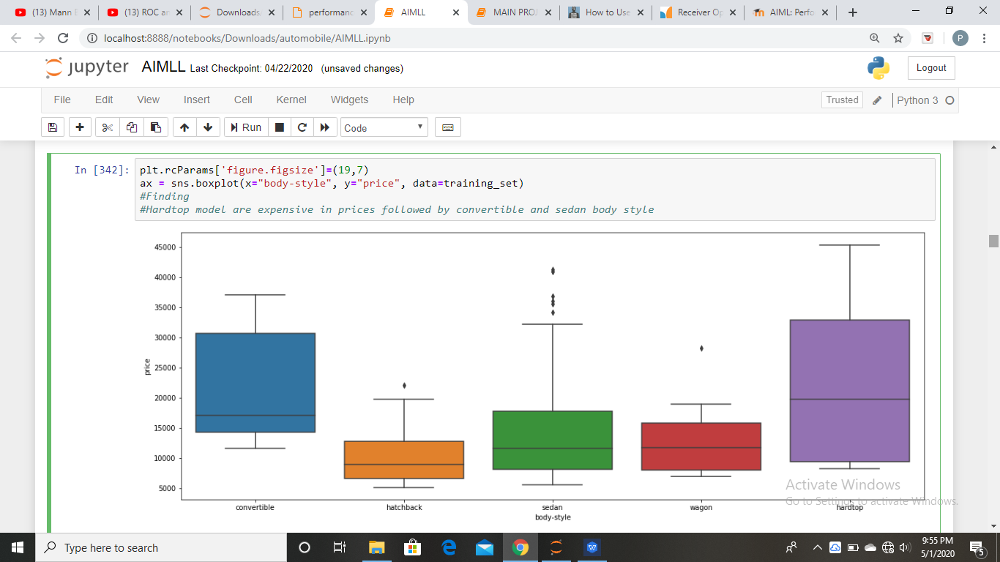 (13) Mann
(13) ROC ar
Downloads
performanc
AIMLL
MAIN PROJ
How to Use
Receiver Op
AIML: Perfo
localhost:8888/notebooks/Downloads/automobile/AIMLL.ipynb
P
jupyter AIMLL Last Checkpoint: 04/22/2020 (unsaved changes)
Logout
File Edit View Insert Cell Kernel Widgets Help
Trusted Python 3
Run Code
In [342]: plt.rcParams['figure.figsize']=(19,7)
ax = sns.boxplot(x="body-style", y="price", data=training_set)
#Finding
#Hardtop model are expensive in prices followed by convertible and sedan body style
45000
40000
35000
30000
25000
20000
15000
10000
5000
price
convertible hatchback sedan wagon hardtop
body-style
Activate Windows
Go to Settings to activate Windows.
Type here to search
9:55 PM
5/1/2020
5